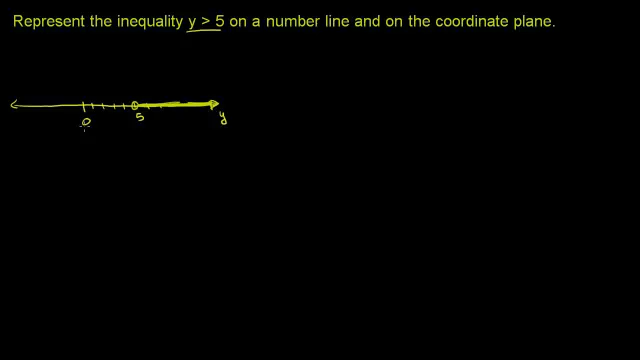 Represent the inequality y > 5 on a number line and on the coordinate plane.
0 5 y